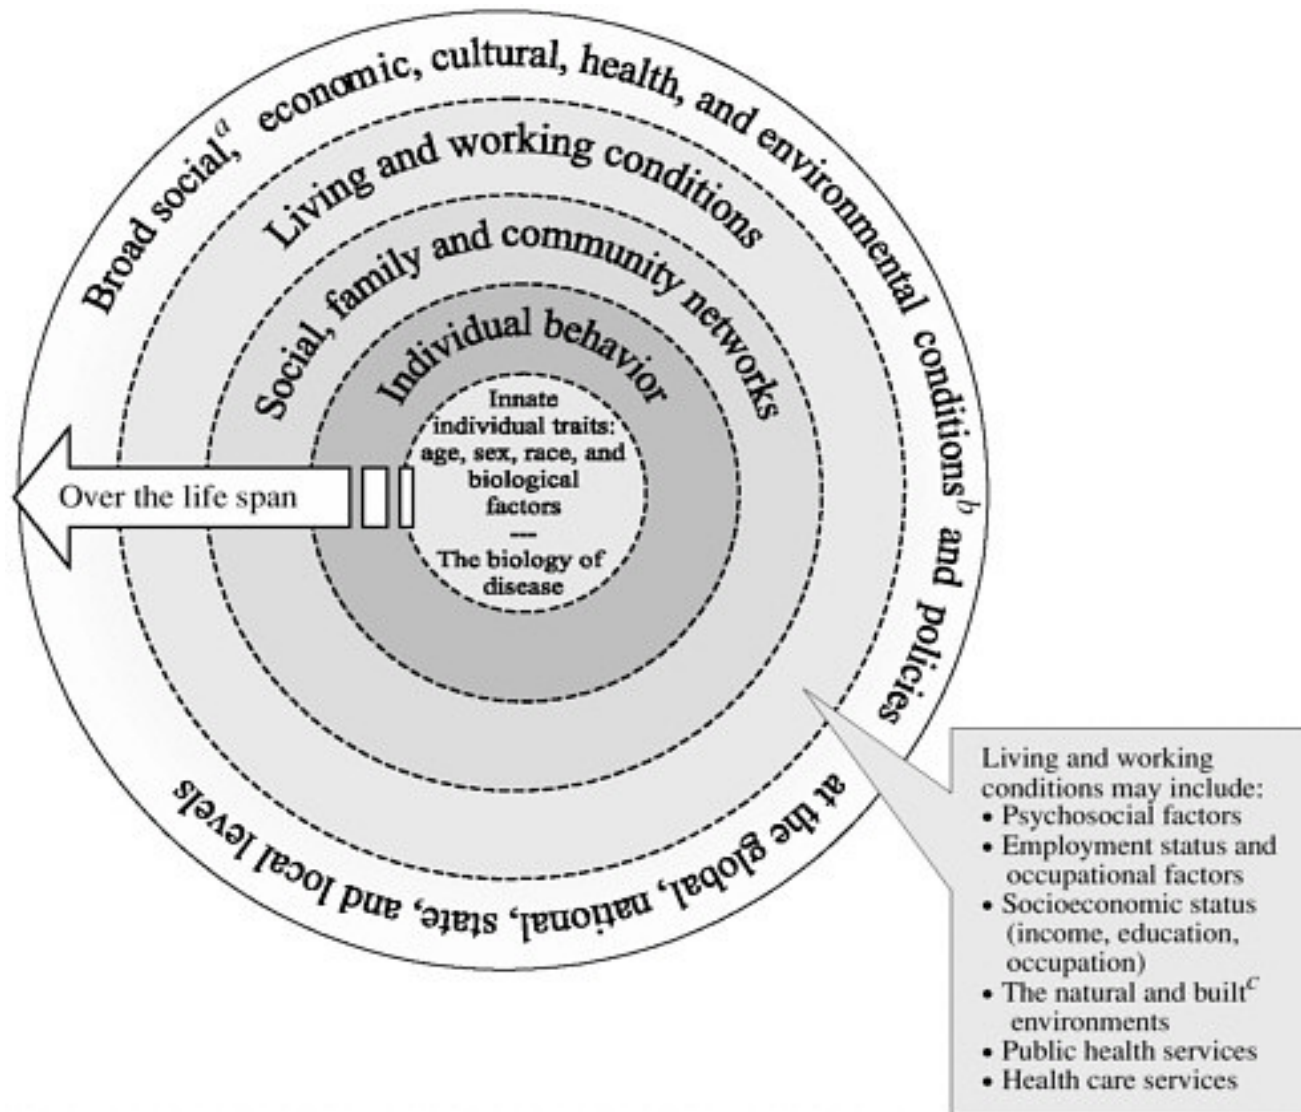 Broad social,a economic, cultural, health, and environmental conditionsb and policies
at the global, national, state, and local levels
Living and working conditions
Social, family and community networks
Individual behavior
Innate
individual traits:
age, sex, race, and
biological
factors
---
The biology of
disease
Over the life span
Living and working
conditions may include:
• Psychosocial factors
• Employment status and
occupational factors
• Socioeconomic status
(income, education,
occupation)
• The natural and builtc
environments
• Public health services
• Health care services